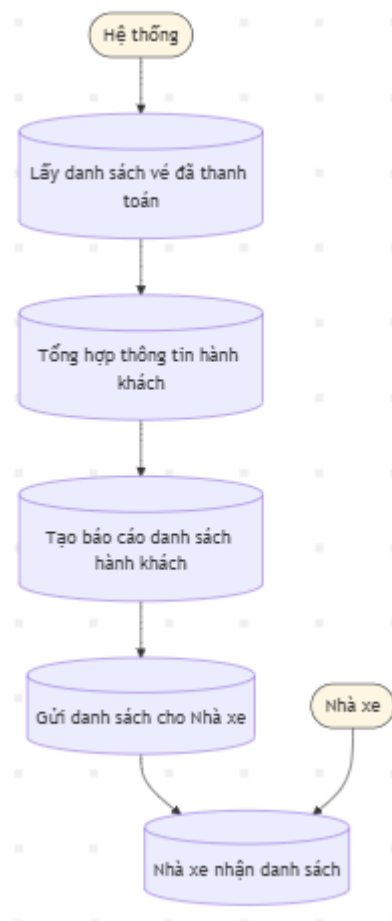 Hệ thống
Lấy danh sách vé đã thanh
toán
Tổng hợp thông tin hành
khách
Tạo báo cáo danh sách
hành khách
Gửi danh sách cho Nhà xe
Nhà xe
Nhà xe nhận danh sách